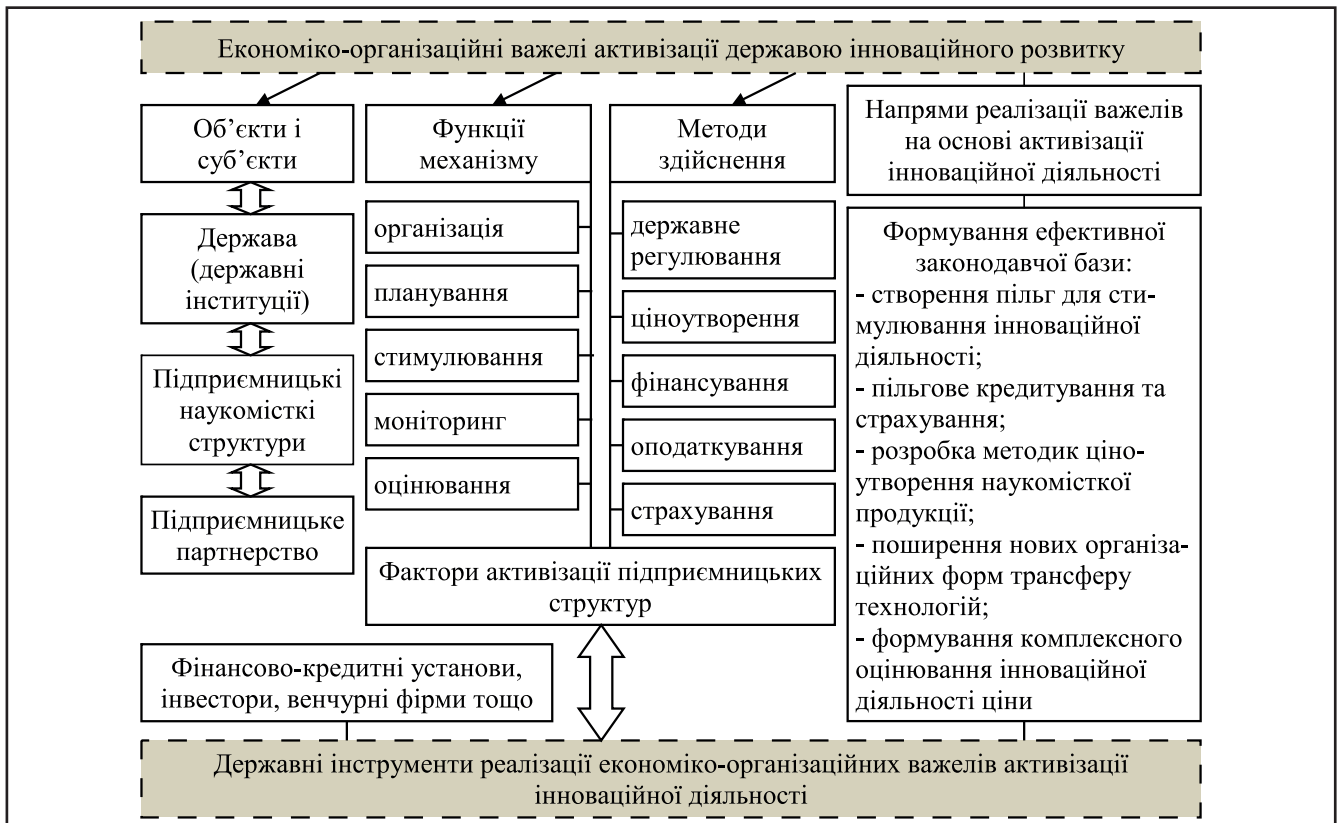 Економіко-організаційні важелі активізації державою інноваційного розвитку
Об’єкти і
суб’єкти
Функції
механізму
Методи
здійснення
Напрями реалізації важелів
на основі активізації
інноваційної діяльності
Держава
(державні
інституції)
Підприємницькі
наукомісткі
структури
Підприємницьке
партнерство
організація
планування
стимулювання
моніторинг
оцінювання
державне
регулювання
ціноутворення
фінансування
оподаткування
страхування
Формування ефективної
законодавчої бази:
- створення пільг для сти-
мулювання інноваційної
діяльності;
- пільгове кредитування та
страхування;
- розробка методик ціно-
утворення наукомісткої
продукції;
- поширення нових організа-
ційних форм трансферу
технологій;
- формування комплексного
оцінювання інноваційної
діяльності ціни
Фактори активізації підприємницьких
структур
Фінансово-кредитні установи,
інвестори, венчурні фірми тощо
Державні інструменти реалізації економіко-організаційних важелів активізації
інноваційної діяльності